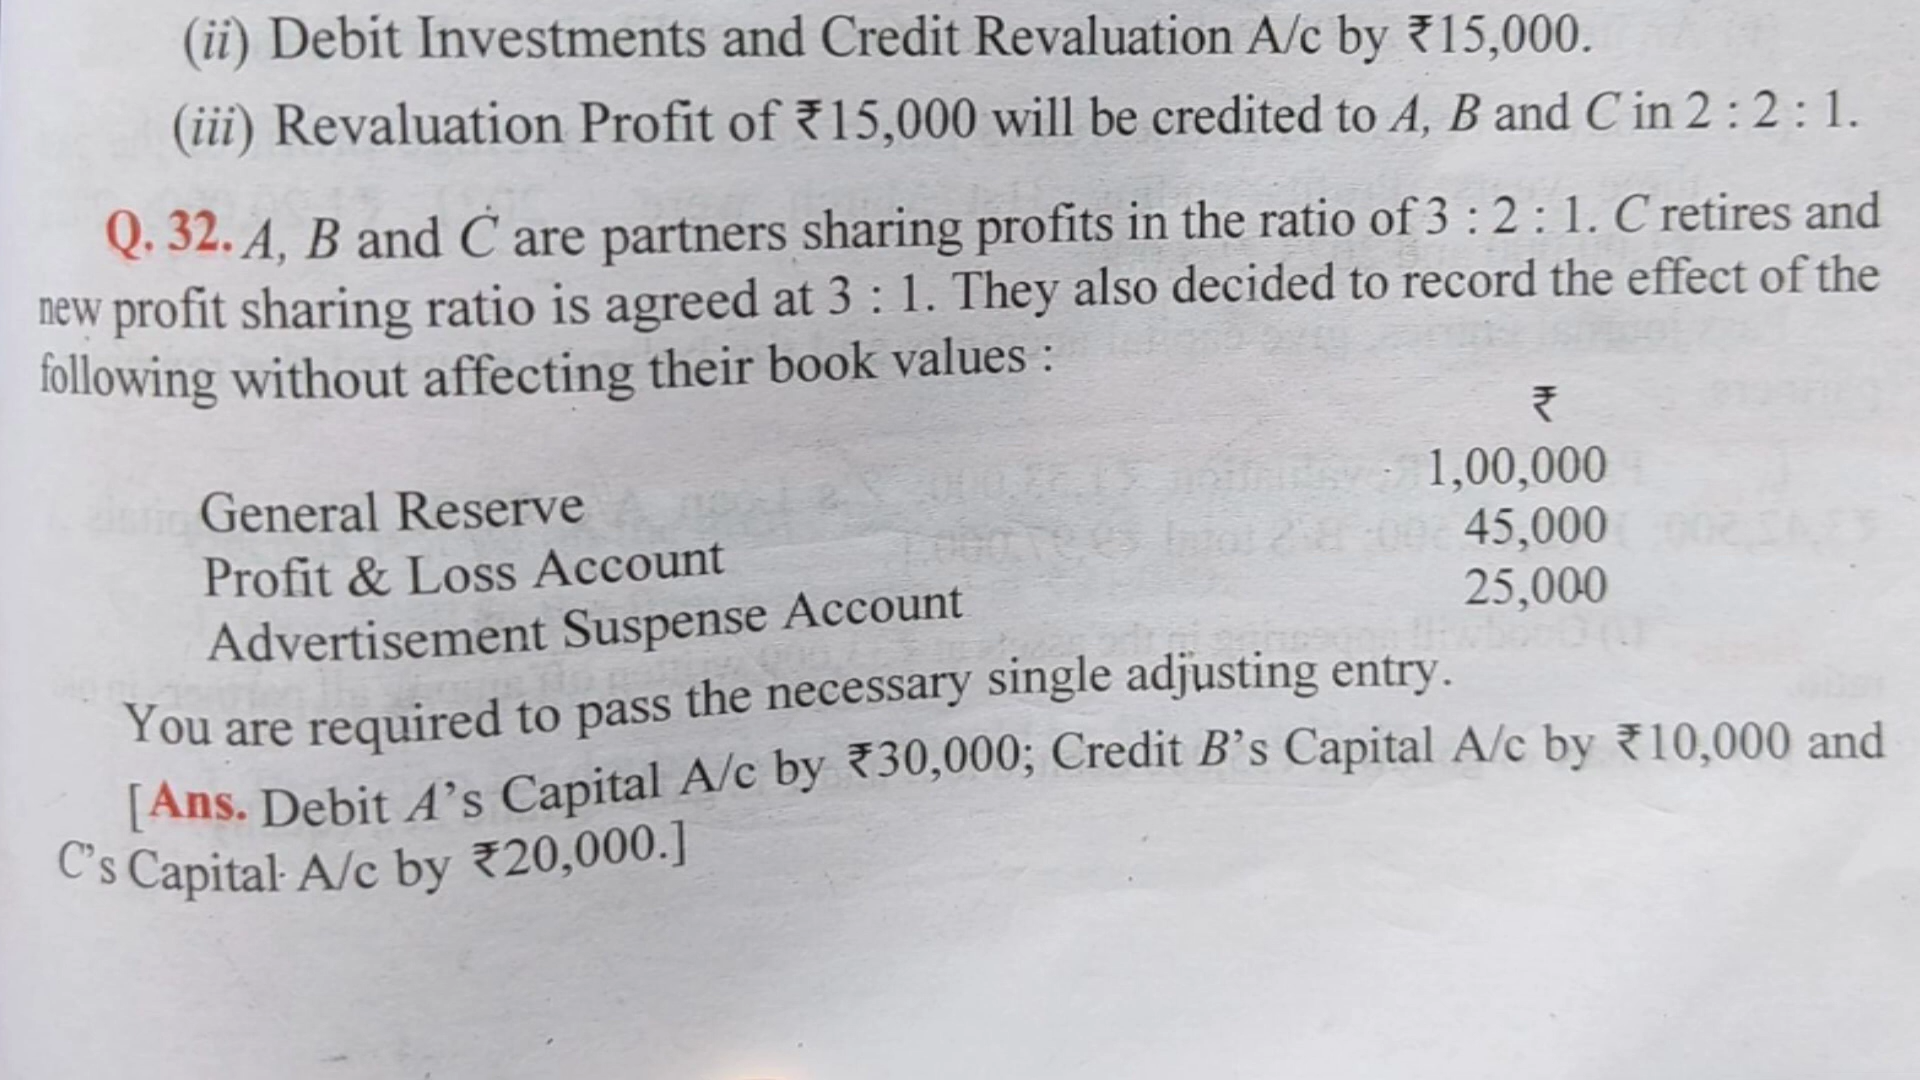 (ii) Debit Investments and Credit Revaluation A/c by ₹15,000.
(iii) Revaluation Profit of ₹15,000 will be credited to A, B and C in 2 : 2 : 1.
Q. 32. A, B and C are partners sharing profits in the ratio of 3 : 2 : 1. C retires and
new profit sharing ratio is agreed at 3 : 1. They also decided to record the effect of the
following without affecting their book values :
₹
General Reserve 1,00,000
Profit & Loss Account 45,000
Advertisement Suspense Account 25,000
You are required to pass the necessary single adjusting entry.
[Ans. Debit A's Capital A/c by ₹30,000; Credit B's Capital A/c by ₹10,000 and
C's Capital A/c by ₹20,000.]